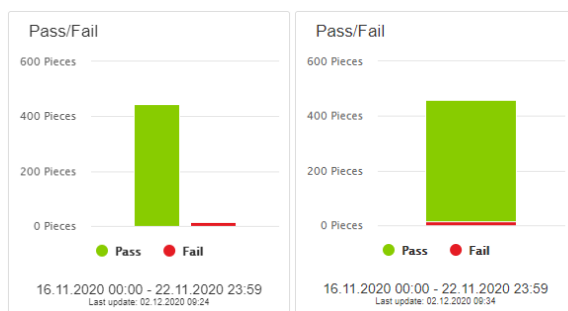 Pass/Fail
600 Pieces
400 Pieces
200 Pieces
0 Pieces
Pass Fail
16.11.2020 00:00 - 22.11.2020 23:59
Last update: 02.12.2020 09:24
Pass/Fail
600 Pieces
400 Pieces
200 Pieces
0 Pieces
Pass Fail
16.11.2020 00:00 - 22.11.2020 23:59
Last update: 02.12.2020 09:34